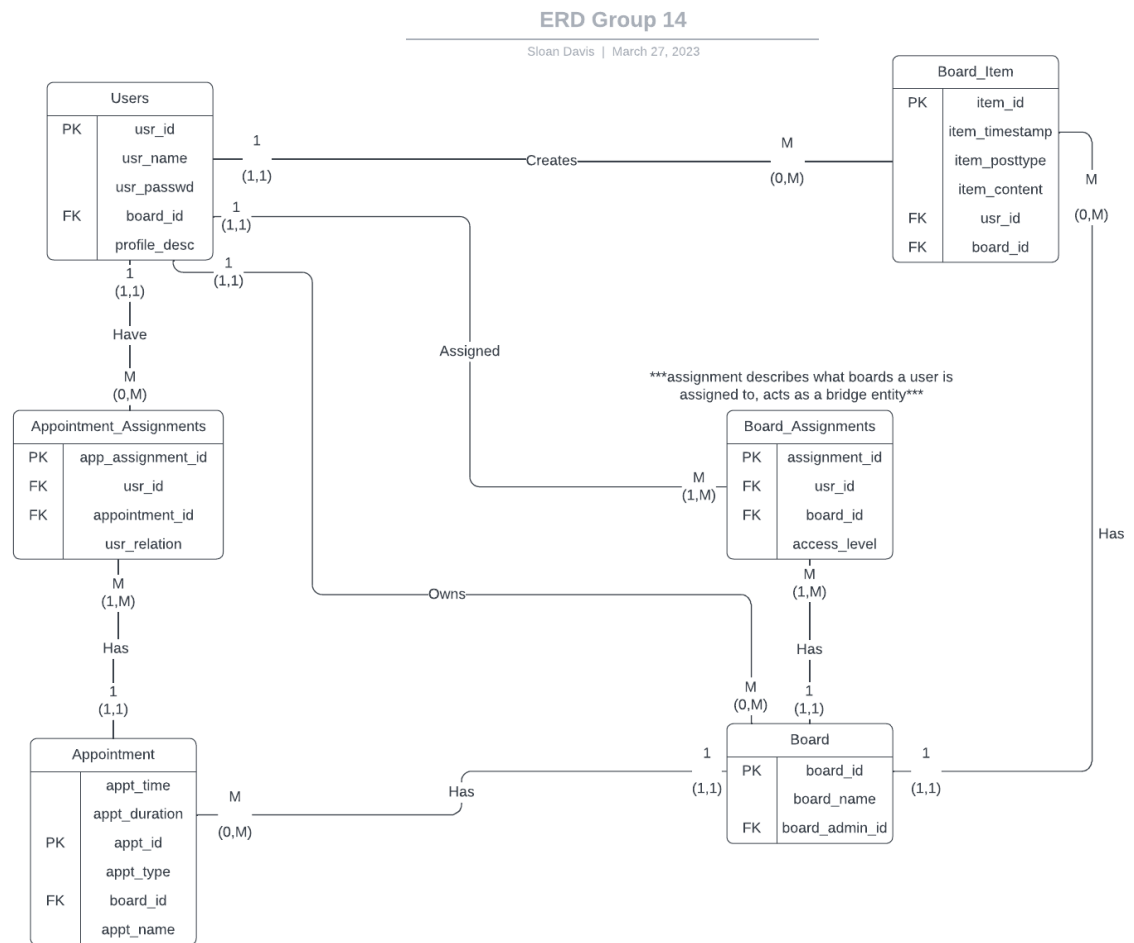 ERD Group 14
Sloan Davis | March 27, 2023
Users
PK usr_id
usr_name
usr_passwd
FK board_id
profile_desc
Board_Item
PK item_id
item_timestamp
item_posttype
item_content
FK usr_id
FK board_id
1
(1,1)
Creates
M
(0,M)
1
(1,1)
Assigned
M
(1,M)
1
(1,1)
Owns
M
(0,M)
1
(1,1)
Have
M
(0,M)
M
(0,M)
Has
1
(1,1)
***assignment describes what boards a user is
assigned to, acts as a bridge entity***
Appointment_Assignments
PK app_assignment_id
FK usr_id
FK appointment_id
usr_relation
Board_Assignments
PK assignment_id
FK usr_id
FK board_id
access_level
M
(1,M)
Has
1
(1,1)
M
(1,M)
Has
1
(1,1)
Appointment
appt_time
appt_duration
PK appt_id
appt_type
FK board_id
appt_name
M
(0,M)
Has
1
(1,1)
Board
PK board_id
board_name
FK board_admin_id